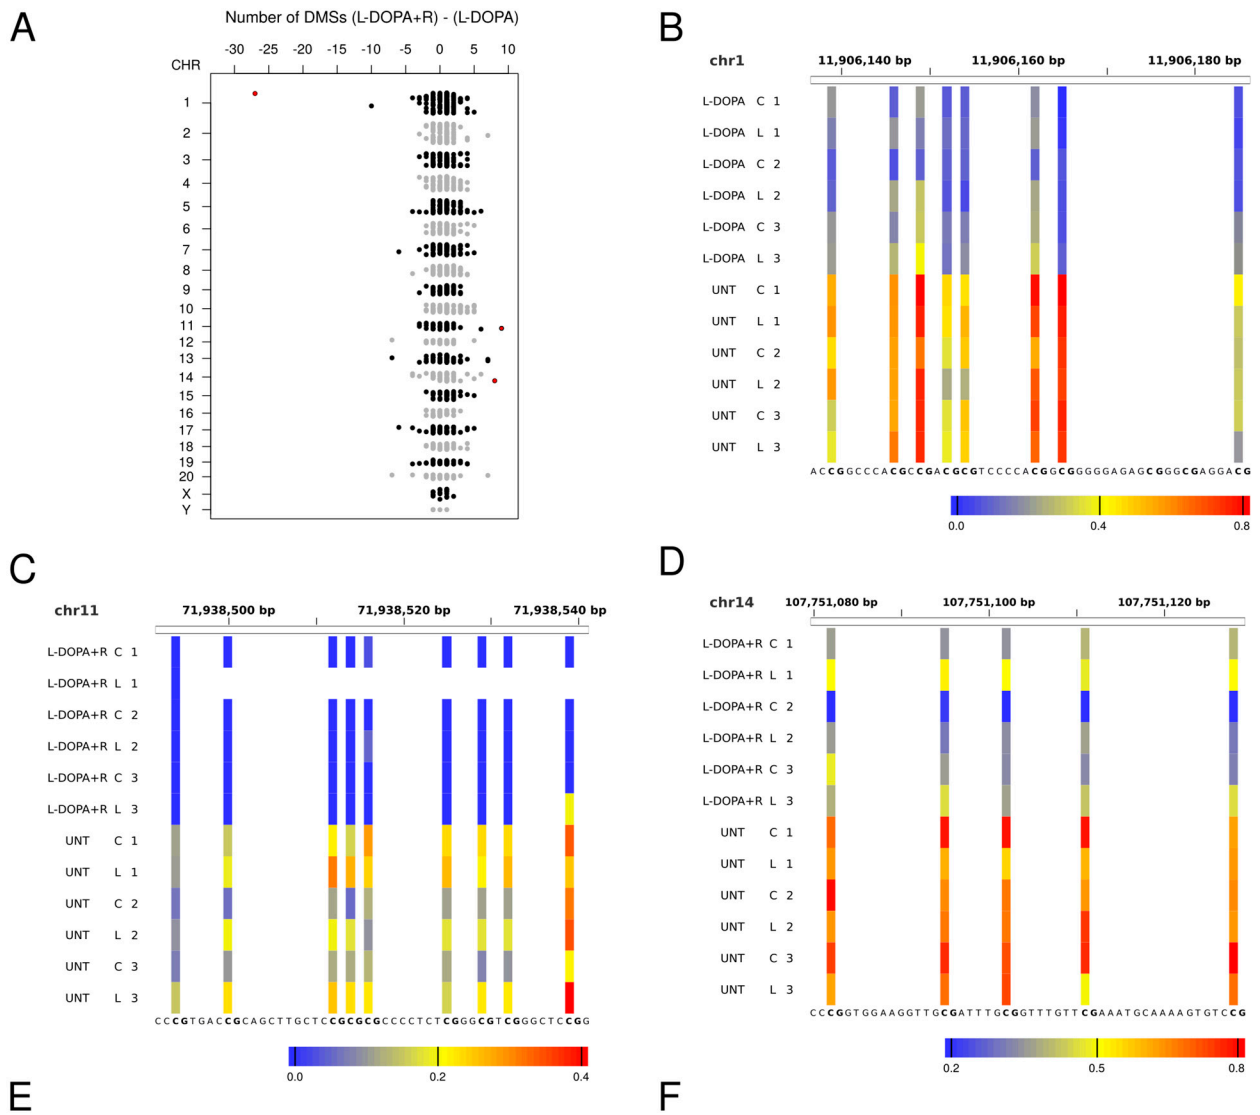 A
Number of DMSs (L-DOPA+R) - (L-DOPA)
-30 -25 -20 -15 -10 -5 0 5 10
CHR
1
2
3
4
5
6
7
8
9
10
11
12
13
14
15
16
17
18
19
20
X
Y
B
chr1 11,906,140 bp 11,906,160 bp 11,906,180 bp
L-DOPA C 1
L-DOPA L 1
L-DOPA C 2
L-DOPA L 2
L-DOPA C 3
L-DOPA L 3
UNT C 1
UNT L 1
UNT C 2
UNT L 2
UNT C 3
UNT L 3
ACCGGCCCACGCCGACGCGTCCCCACGGCGGGGGAGAGCGGGCGAGGACG
0.0 0.4 0.8
C
chr11 71,938,500 bp 71,938,520 bp 71,938,540 bp
L-DOPA+R C 1
L-DOPA+R L 1
L-DOPA+R C 2
L-DOPA+R L 2
L-DOPA+R C 3
L-DOPA+R L 3
UNT C 1
UNT L 1
UNT C 2
UNT L 2
UNT C 3
UNT L 3
CCCGTGACCGCAGCTTGCTCCGCGCGCCCCTCTCGGGCGTCGGGCTCCGG
0.0 0.2 0.4
D
chr14 107,751,080 bp 107,751,100 bp 107,751,120 bp
L-DOPA+R C 1
L-DOPA+R L 1
L-DOPA+R C 2
L-DOPA+R L 2
L-DOPA+R C 3
L-DOPA+R L 3
UNT C 1
UNT L 1
UNT C 2
UNT L 2
UNT C 3
UNT L 3
CCCGGTGGAAGGTTGCGATTTGCGGTTTGTTCGAAATGCAAAAGTGTCCG
0.2 0.5 0.8
E
F